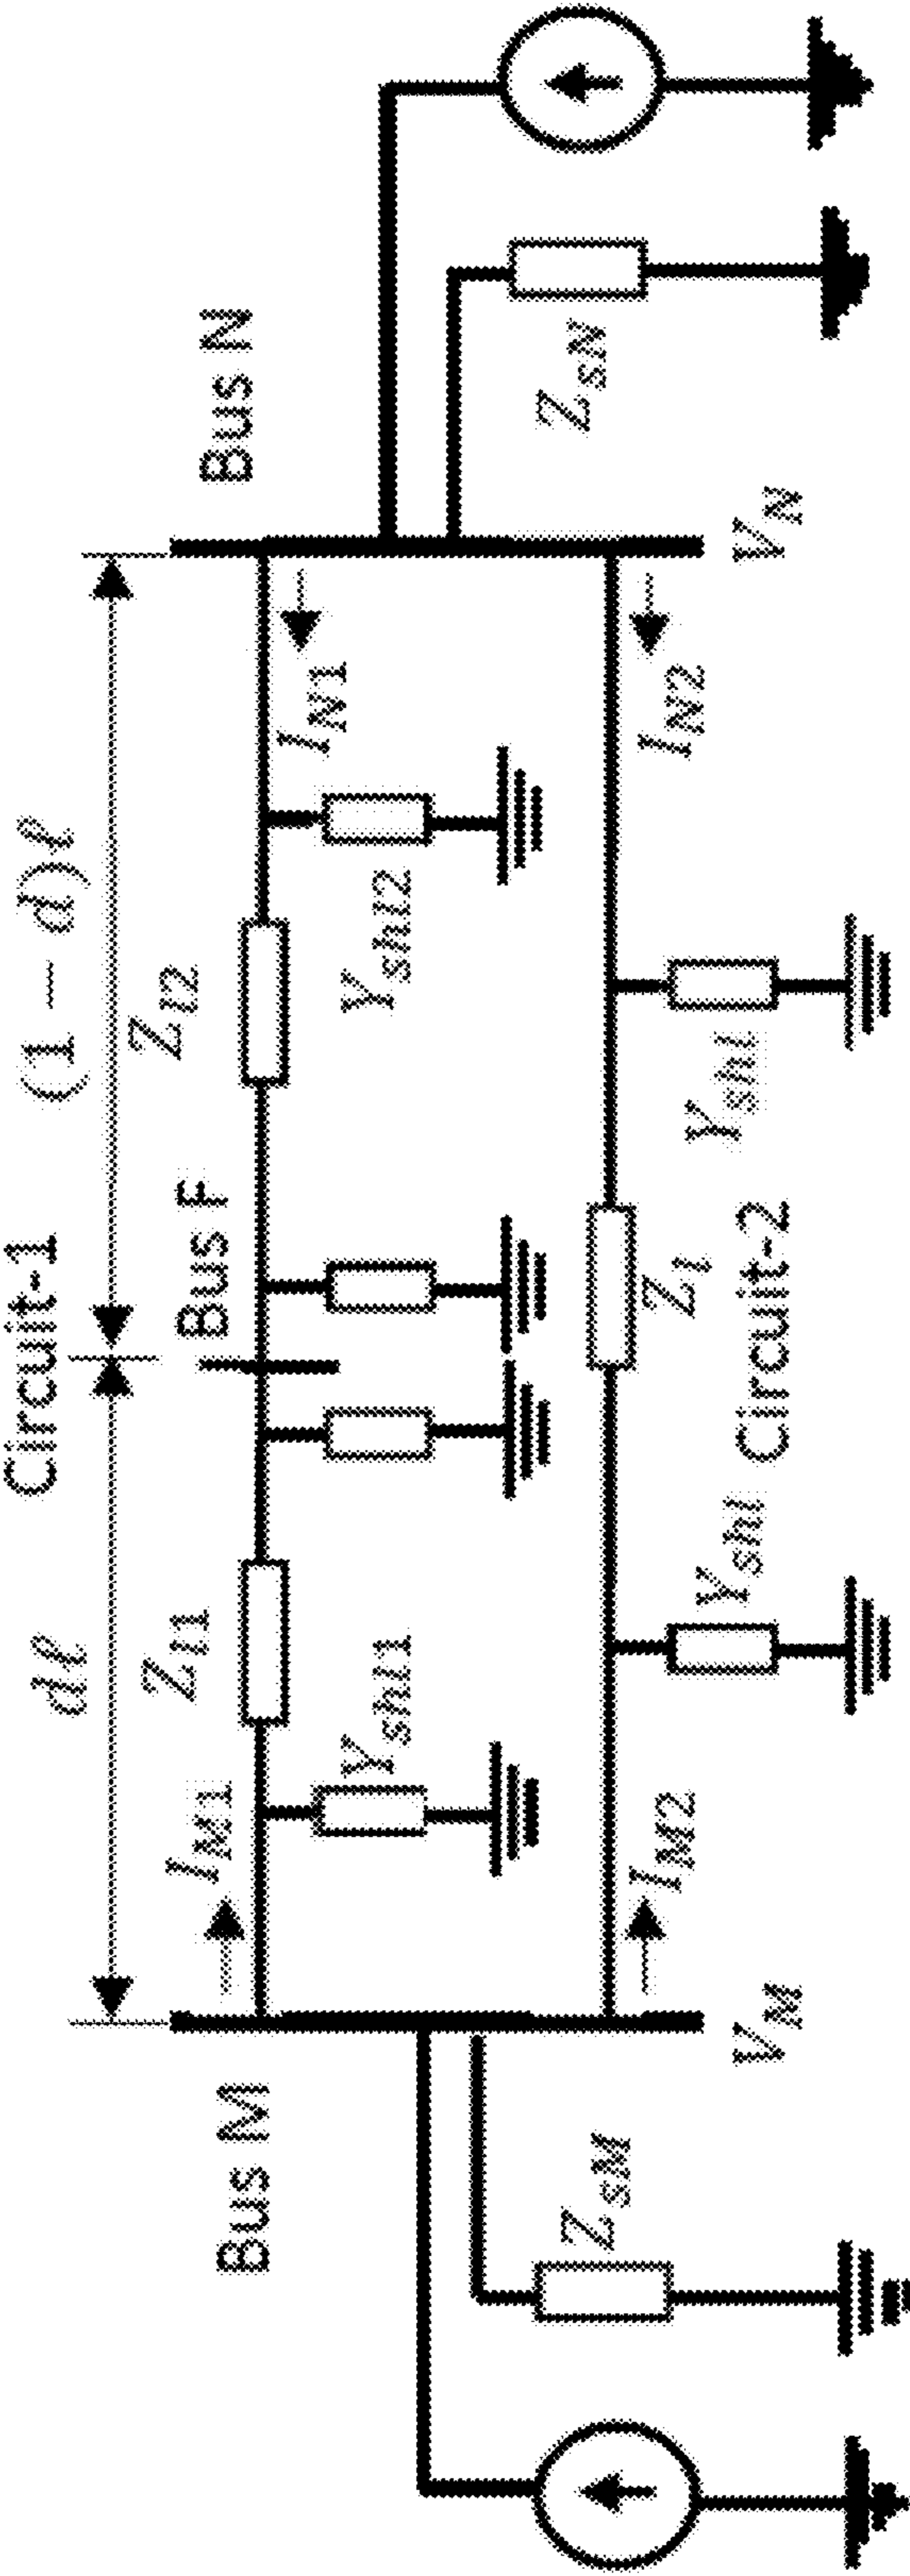 Circuit-1
dℓ
(1 − d)ℓ
Bus M
Bus F
Bus N
I_{M1}
Z_{l1}
Z_{l2}
I_{N1}
Y_{shl1}
Y_{shl2}
Z_{sM}
Z_{sN}
I_{M2}
Z_l
I_{N2}
Y_{shl}
Y_{shl}
V_M
Circuit-2
V_N